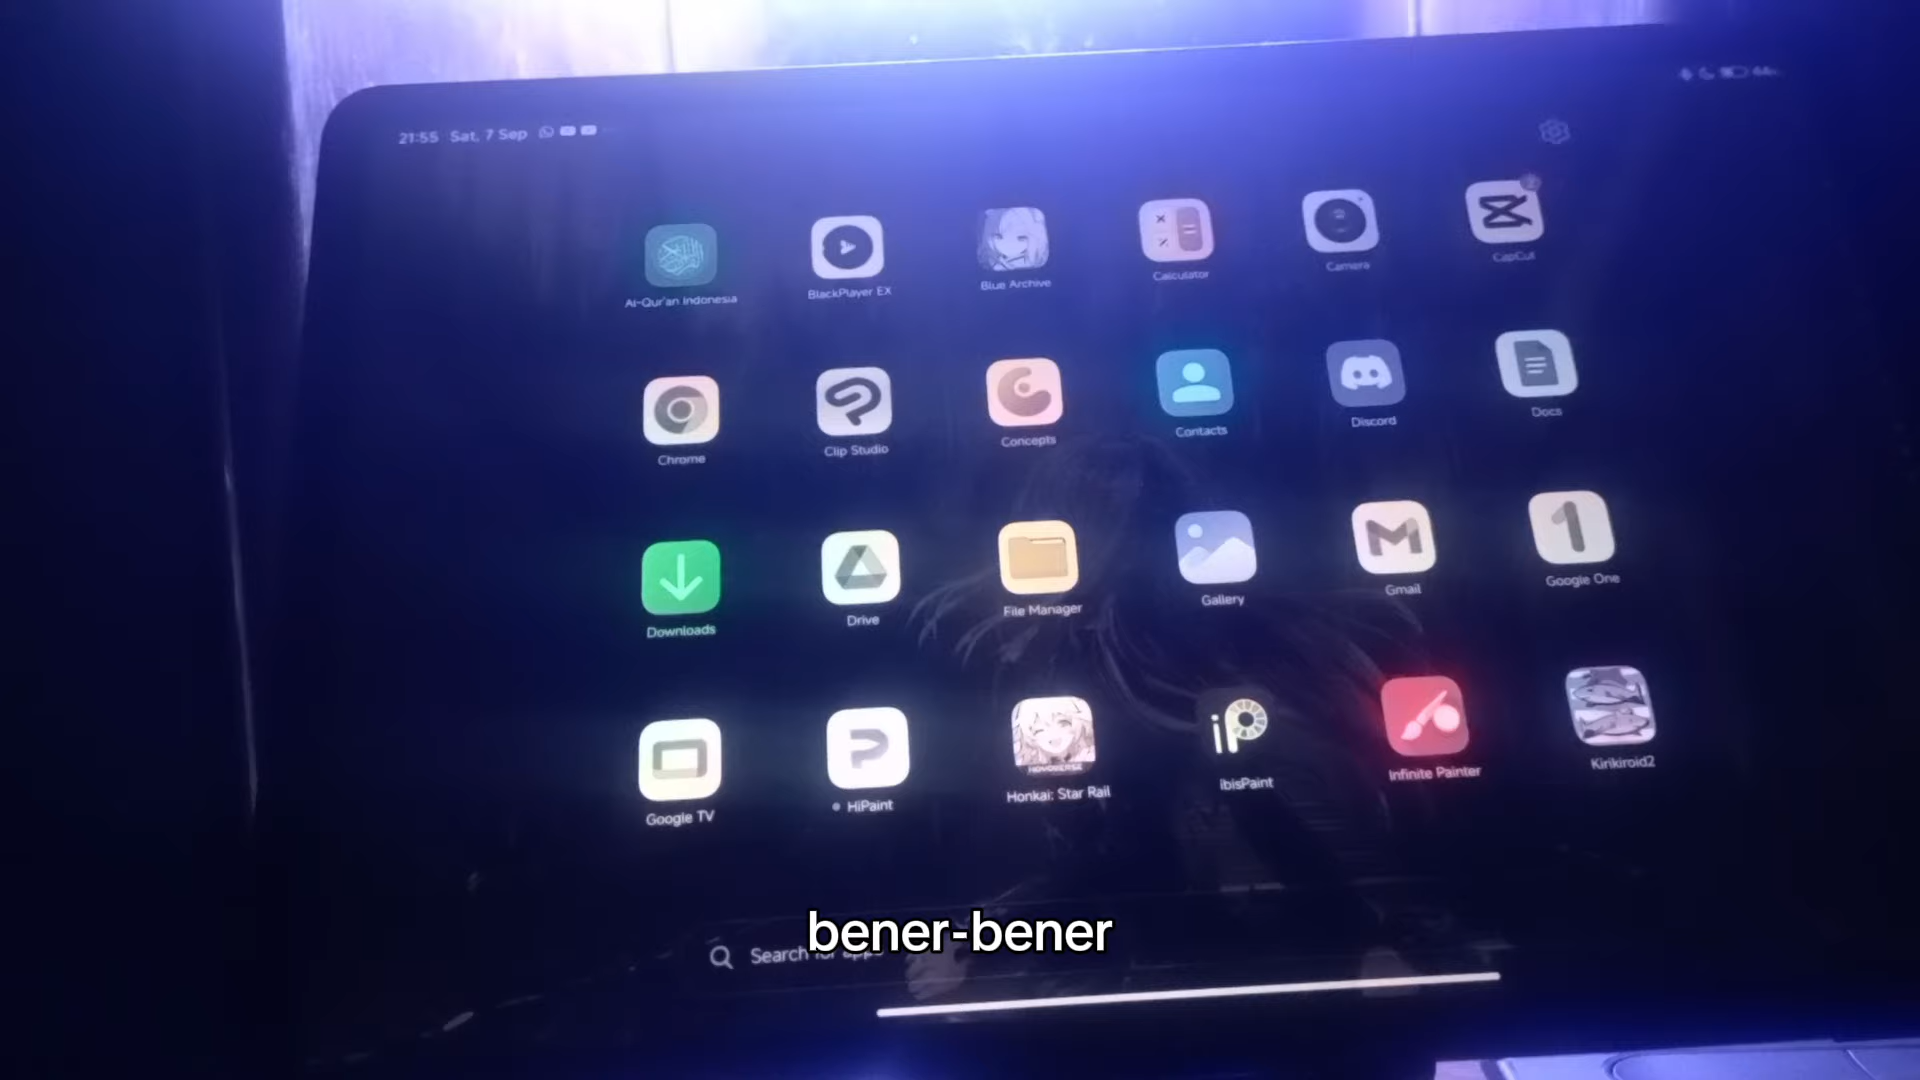 21:55 Sat, 7 Sep
Al-Qur'an Indonesia
BlackPlayer EX
Blue Archive
Calculator
Camera
CapCut
Chrome
Clip Studio
Concepts
Contacts
Discord
Docs
Downloads
Drive
File Manager
Gallery
Gmail
Google One
Google TV
HiPaint
HOYOVERSE
Honkai: Star Rail
iP
ibisPaint
Infinite Painter
Kirikiroid2
Search for apps
bener-bener